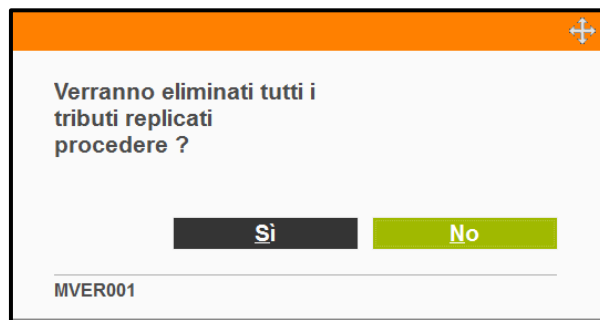 Verranno eliminati tutti i
tributi replicati
procedere ?
Sì No
MVER001